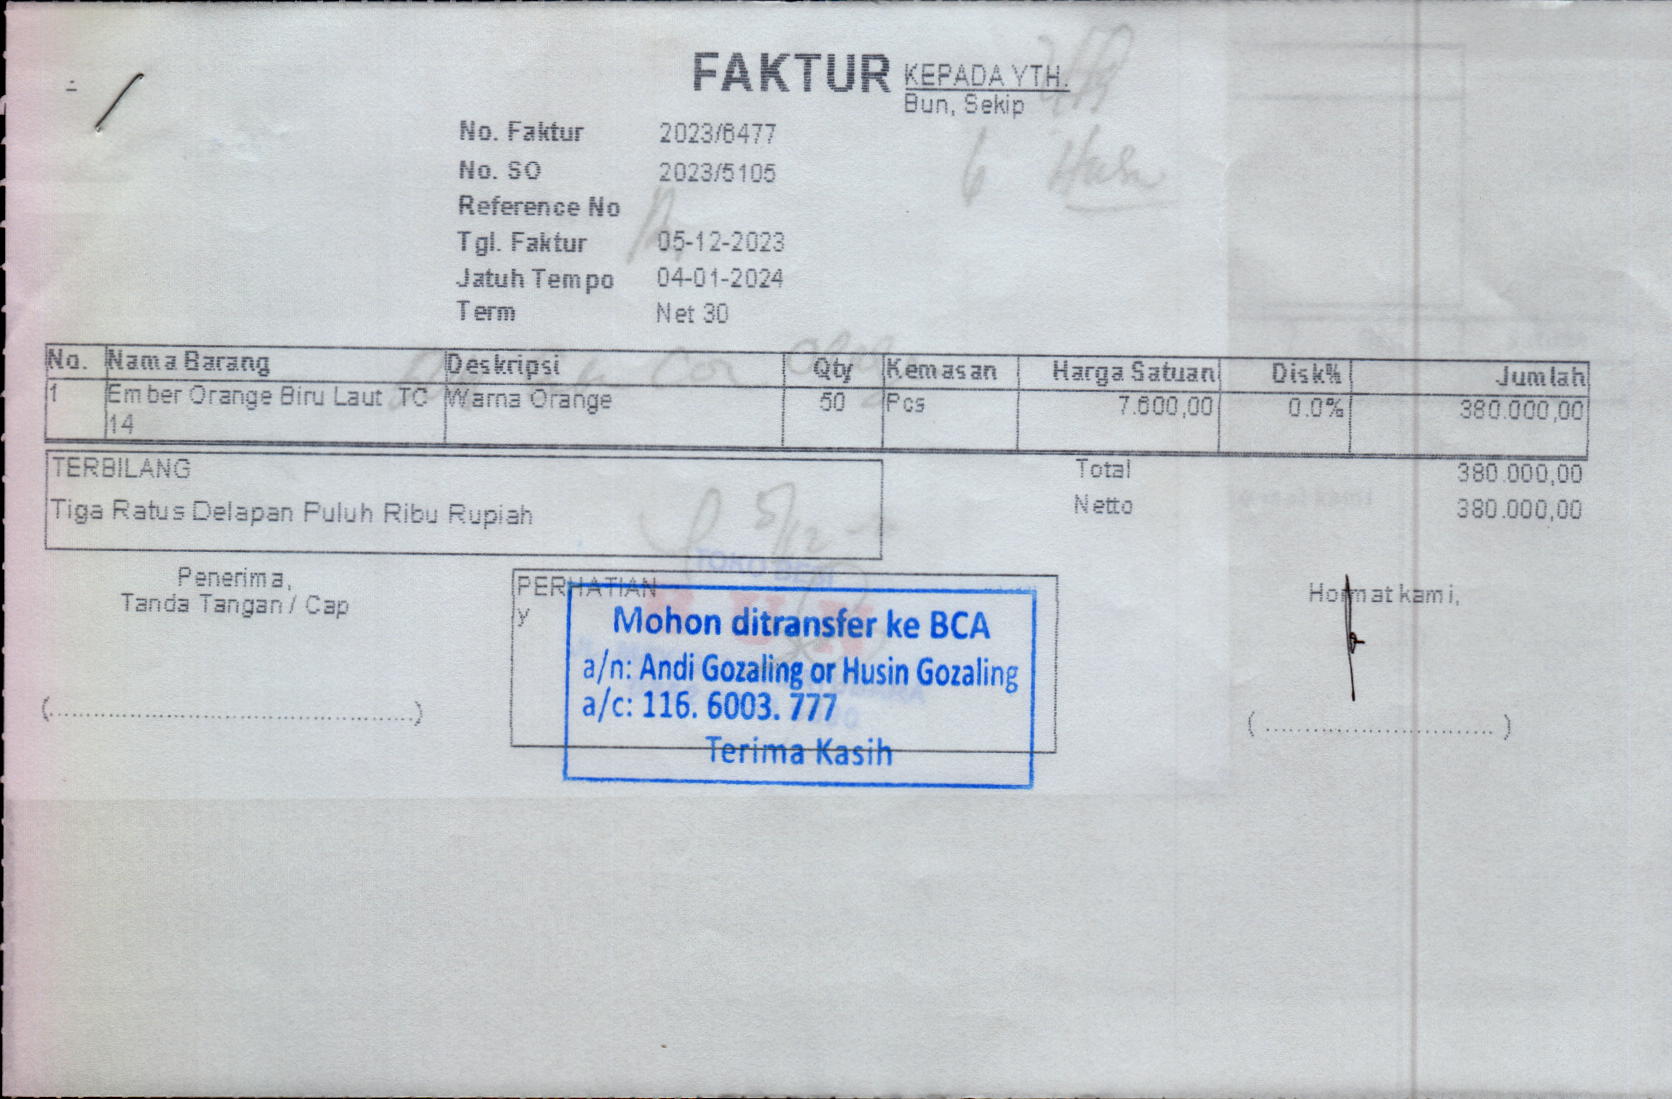 FAKTUR
KEPADA YTH.
Bun, Sekip
No. Faktur 2023/6477
No. SO 2023/5105
Reference No
Tgl. Faktur 05-12-2023
Jatuh Tempo 04-01-2024
Term Net 30
No. Nama Barang Deskripsi Qty Kemasan Harga Satuan Disk% Jumlah
1 Ember Orange Biru Laut TC Warna Orange 50 Pcs 7.600,00 0.0% 380.000,00
14
TERBILANG
Tiga Ratus Delapan Puluh Ribu Rupiah
Total 380.000,00
Netto 380.000,00
Penerima,
Tanda Tangan / Cap
PERHATIAN
y
Mohon ditransfer ke BCA
a/n: Andi Gozaling or Husin Gozaling
a/c: 116. 6003. 777
Terima Kasih
Hormat kami,